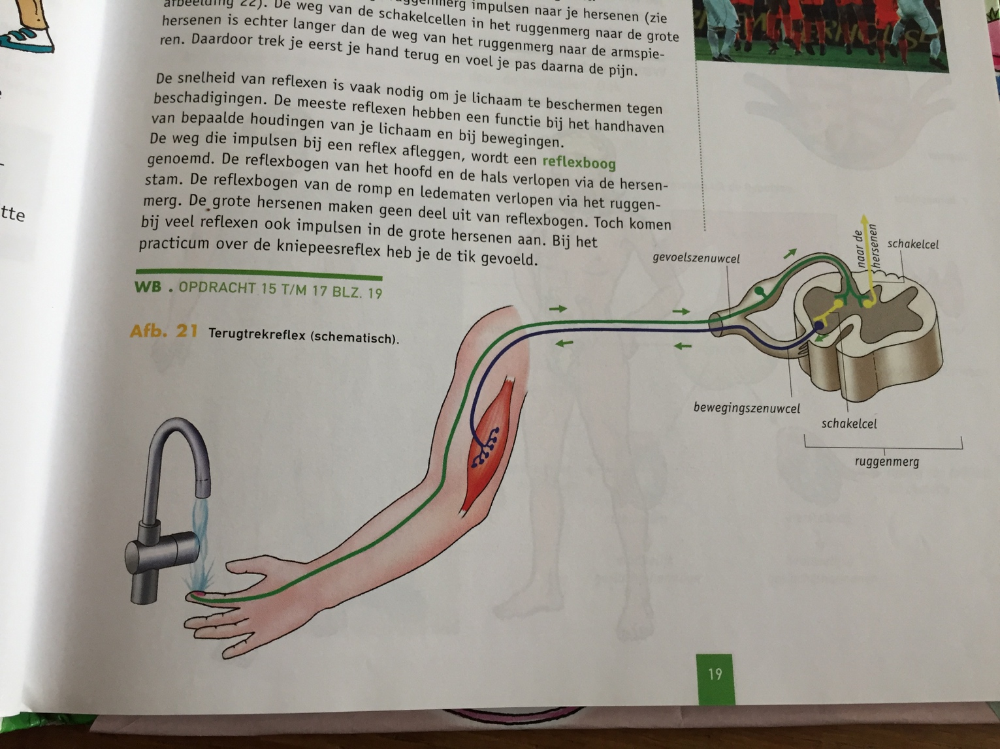 afbeelding 22). De weg van de schakelcellen in het ruggenmerg naar de grote
impulsen naar je hersenen (zie
hersenen is echter langer dan de weg van het ruggenmerg naar de armspie-
ren. Daardoor trek je eerst je hand terug en voel je pas daarna de pijn.
De snelheid van reflexen is vaak nodig om je lichaam te beschermen tegen
beschadigingen. De meeste reflexen hebben een functie bij het handhaven
van bepaalde houdingen van je lichaam en bij bewegingen.
De weg die impulsen bij een reflex afleggen, wordt een reflexboog
genoemd. De reflexbogen van het hoofd en de hals verlopen via de hersen-
stam. De reflexbogen van de romp en ledematen verlopen via het ruggen-
merg. De grote hersenen maken geen deel uit van reflexbogen. Toch komen
bij veel reflexen ook impulsen in de grote hersenen aan. Bij het
practicum over de kniepeesreflex heb je de tik gevoeld.
WB . OPDRACHT 15 T/M 17 BLZ. 19
Afb. 21 Terugtrekreflex (schematisch).
gevoelszenuwcel
naar de
hersenen
schakelcel
bewegingszenuwcel
schakelcel
ruggenmerg
19
tte